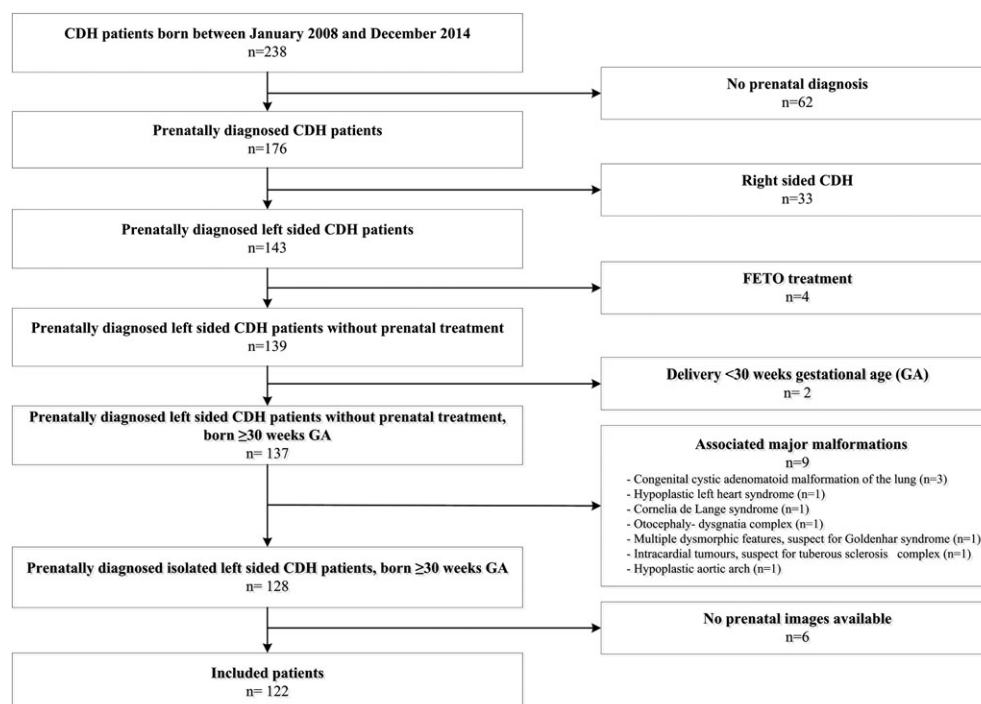 CDH patients born between January 2008 and December 2014
n=238
No prenatal diagnosis
n=62
Prenatally diagnosed CDH patients
n=176
Right sided CDH
n=33
Prenatally diagnosed left sided CDH patients
n=143
FETO treatment
n=4
Prenatally diagnosed left sided CDH patients without prenatal treatment
n=139
Delivery <30 weeks gestational age (GA)
n= 2
Prenatally diagnosed left sided CDH patients without prenatal treatment,
born ≥30 weeks GA
n= 137
Associated major malformations
n=9
- Congenital cystic adenomatoid malformation of the lung (n=3)
- Hypoplastic left heart syndrome (n=1)
- Cornelia de Lange syndrome (n=1)
- Otocephaly- dysgnatia complex (n=1)
- Multiple dysmorphic features, suspect for Goldenhar syndrome (n=1)
- Intracardial tumours, suspect for tuberous sclerosis complex (n=1)
- Hypoplastic aortic arch (n=1)
Prenatally diagnosed isolated left sided CDH patients, born ≥30 weeks GA
n= 128
No prenatal images available
n=6
Included patients
n= 122